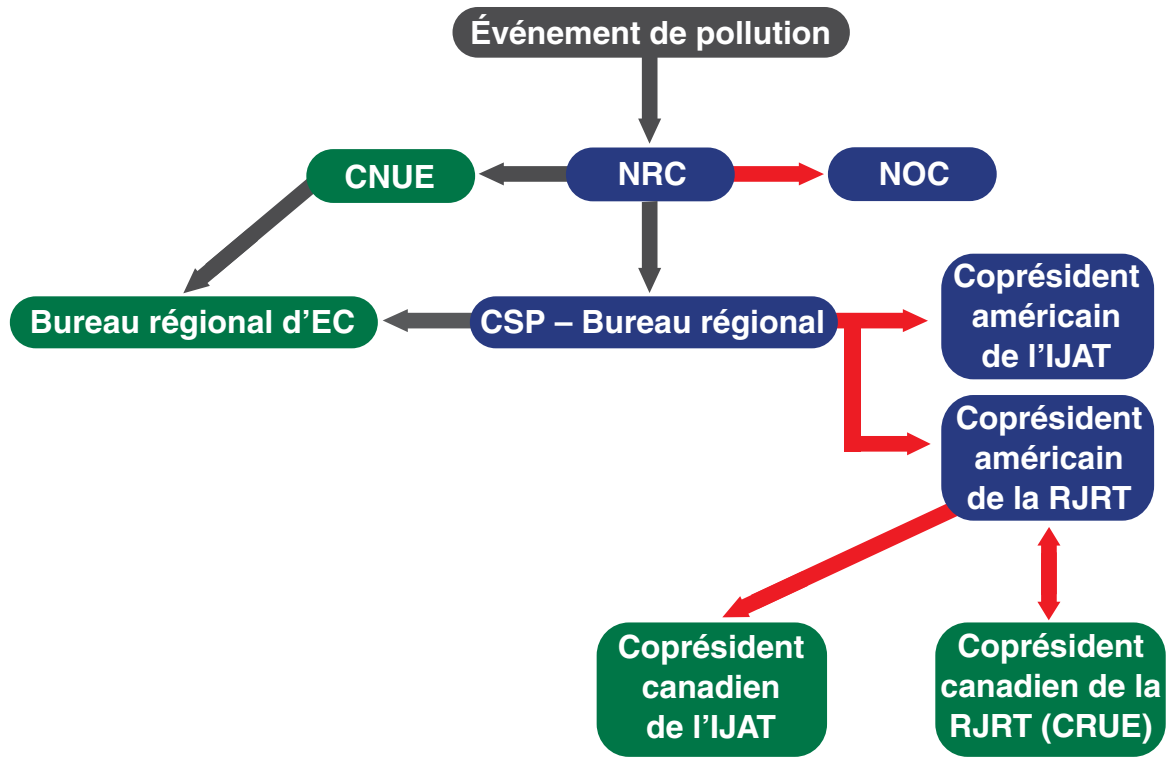 Événement de pollution
CNUE
NRC
NOC
Bureau régional d’EC
CSP – Bureau régional
Coprésident
américain
de l’IJAT
Coprésident
américain
de la RJRT
Coprésident
canadien
de l’IJAT
Coprésident
canadien de la
RJRT (CRUE)